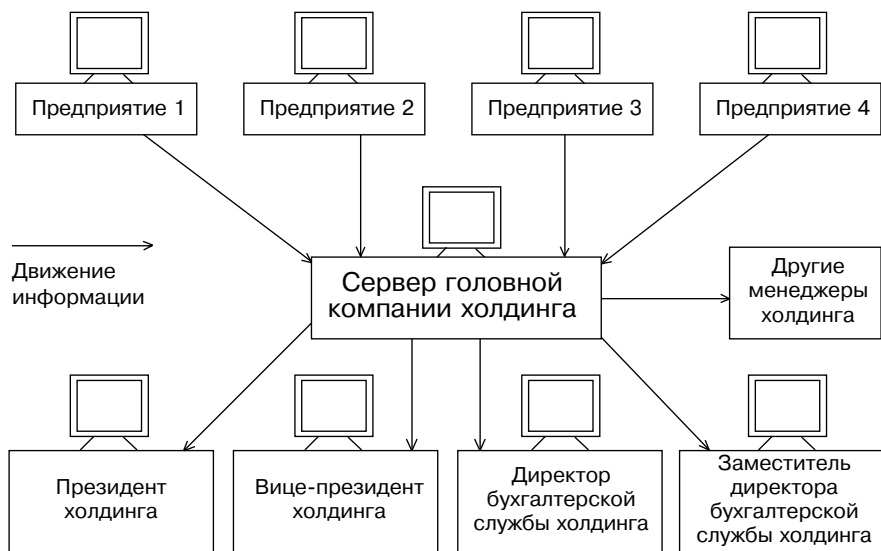 Предприятие 1
Предприятие 2
Предприятие 3
Предприятие 4
Движение
информации
Сервер головной
компании холдинга
Другие
менеджеры
холдинга
Президент
холдинга
Вице-президент
холдинга
Директор
бухгалтерской
службы холдинга
Заместитель
директора
бухгалтерской
службы холдинга